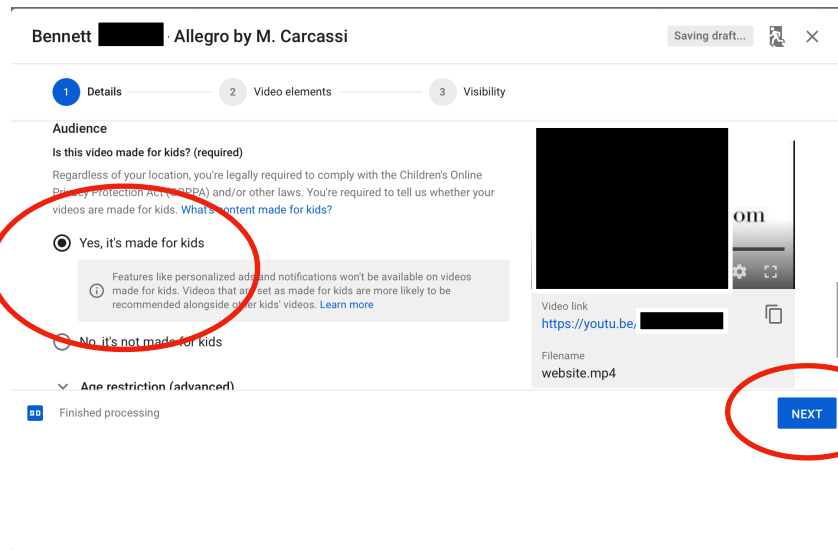 Bennett · Allegro by M. Carcassi
Saving draft...
1 Details
2 Video elements
3 Visibility
Audience
Is this video made for kids? (required)
Regardless of your location, you're legally required to comply with the Children's Online
Privacy Protection Act (COPPA) and/or other laws. You're required to tell us whether your
videos are made for kids. What's content made for kids?
Yes, it's made for kids
Features like personalized ads and notifications won't be available on videos
made for kids. Videos that are set as made for kids are more likely to be
recommended alongside other kids' videos. Learn more
No, it's not made for kids
Age restriction (advanced)
om
Video link
https://youtu.be/
Filename
website.mp4
SD Finished processing
NEXT